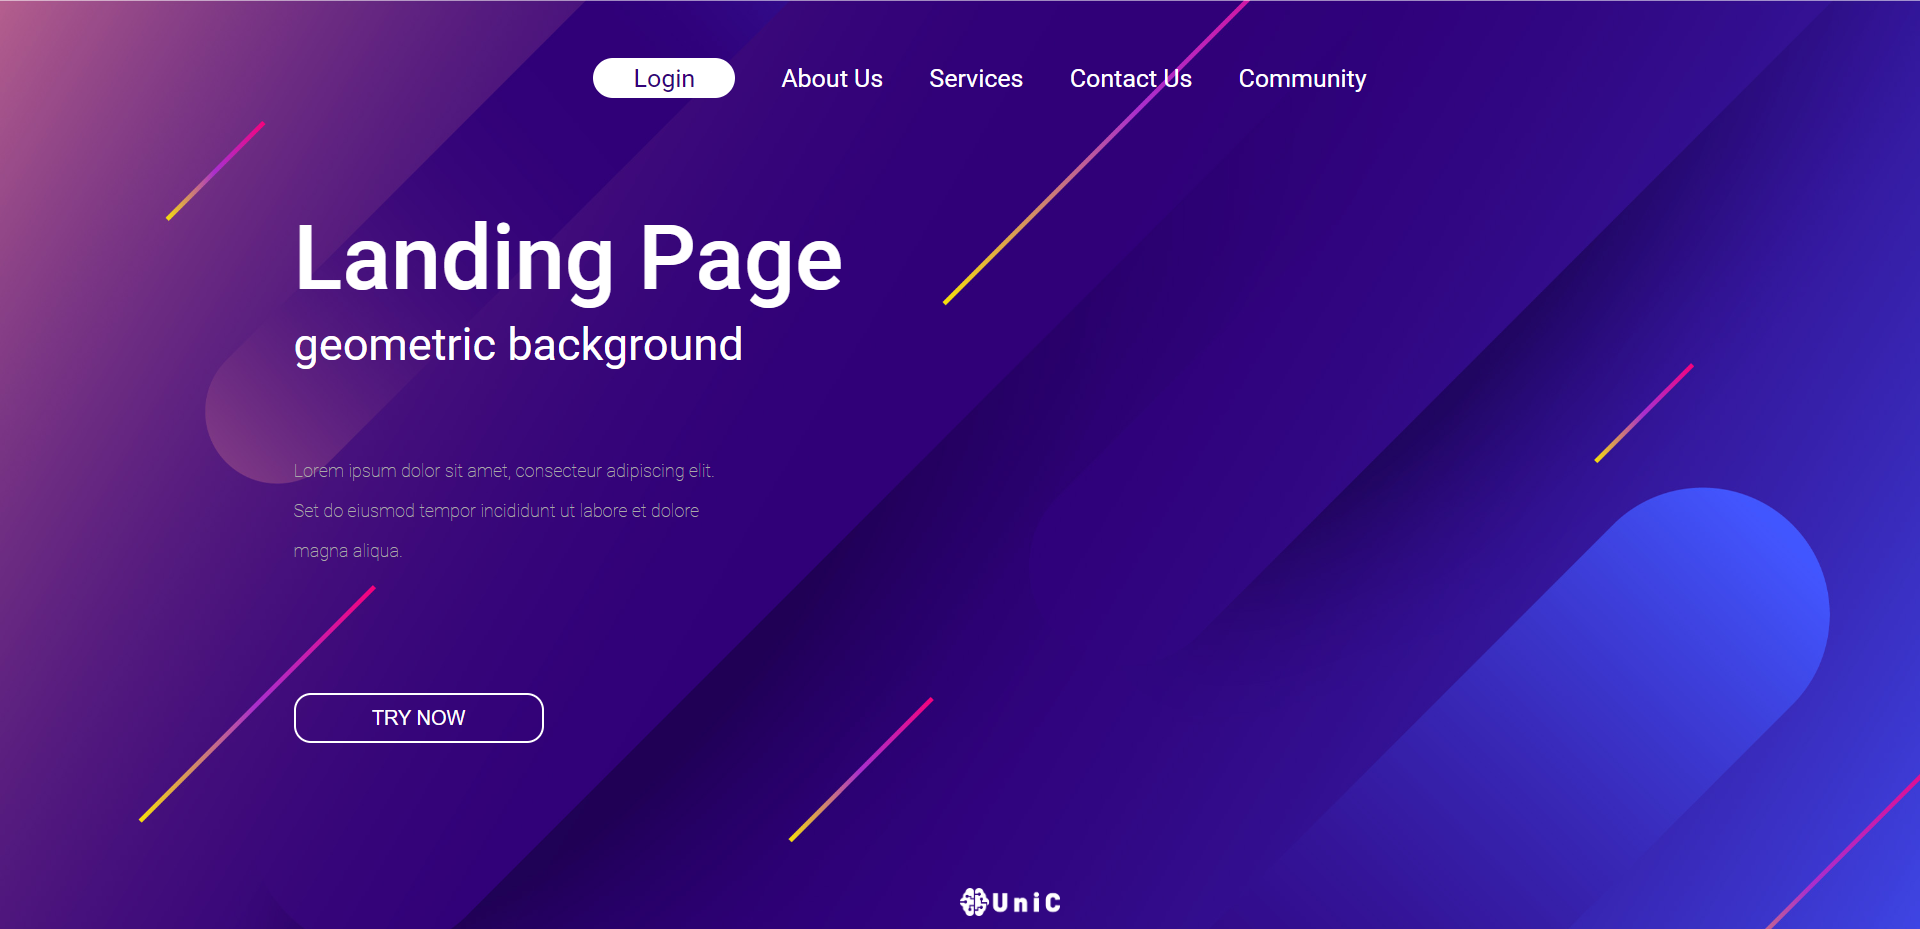 Login About Us Services Contact Us Community
Landing Page
geometric background
Lorem ipsum dolor sit amet, consecteur adipiscing elit.
Set do eiusmod tempor incididunt ut labore et dolore
magna aliqua.
TRY NOW
UniC